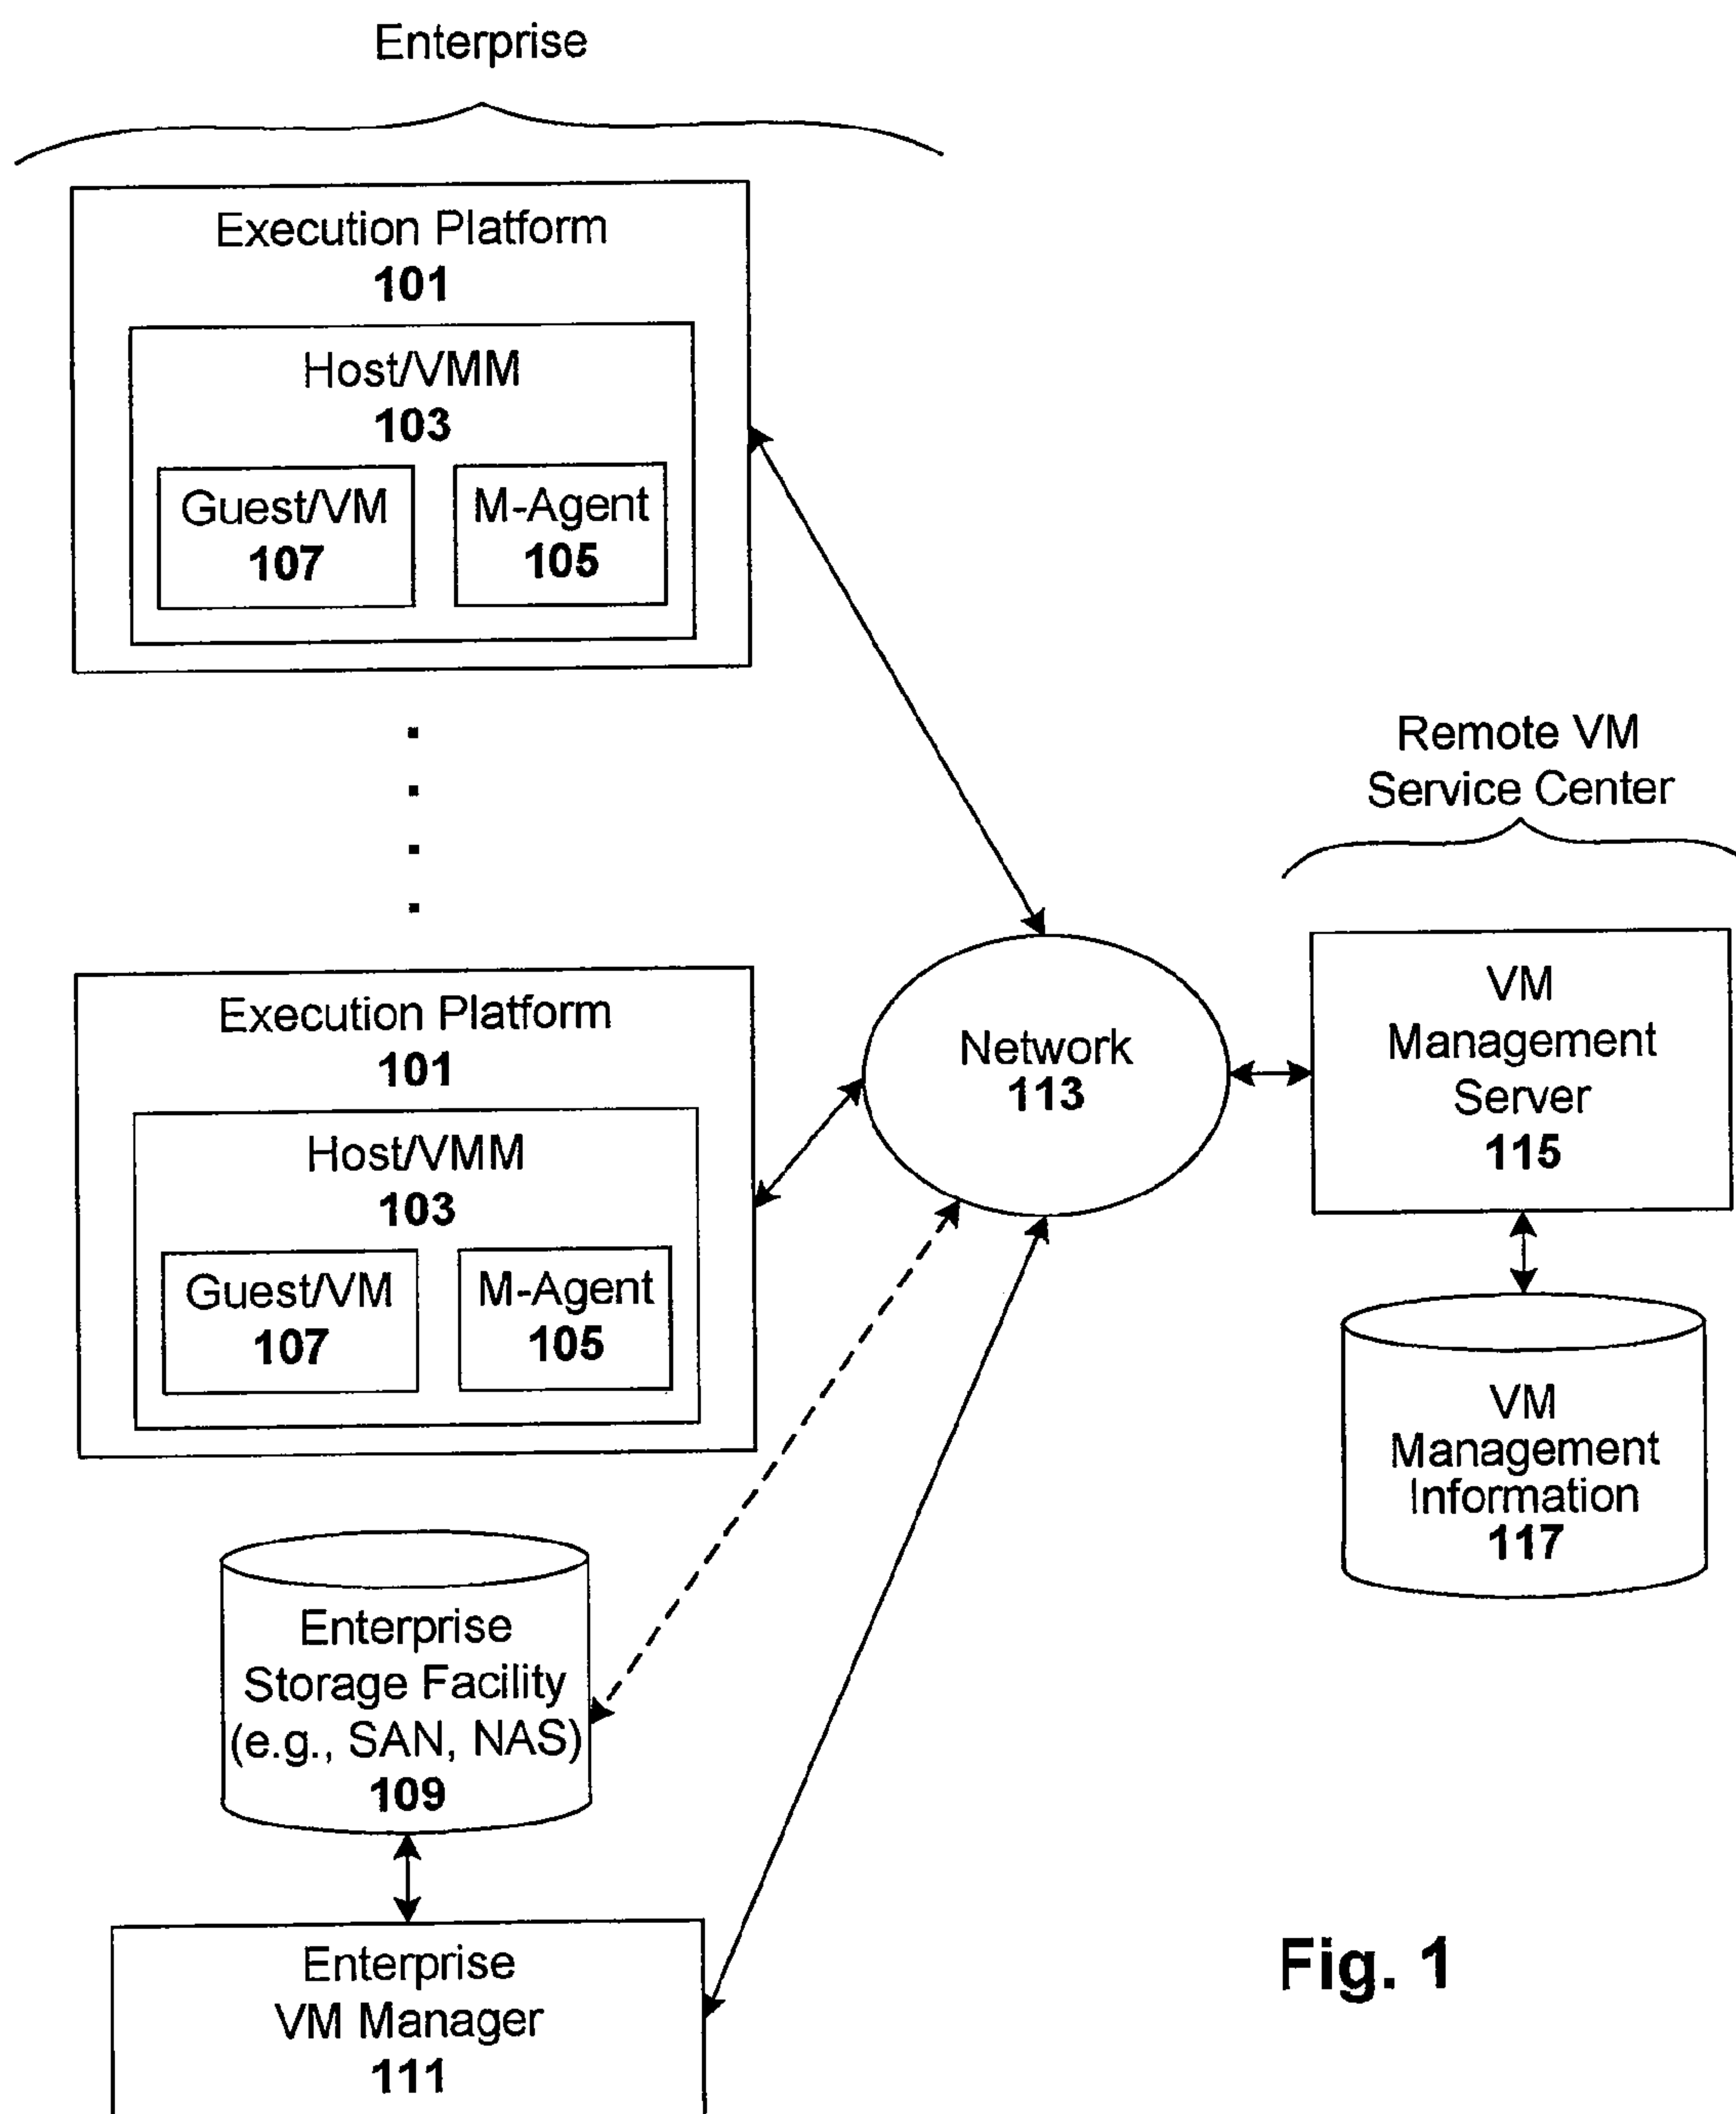 Enterprise
Execution Platform
101
Host/VMM
103
Guest/VM
107
M-Agent
105
Remote VM
Service Center
Execution Platform
101
Host/VMM
103
Guest/VM
107
M-Agent
105
Network
113
VM
Management
Server
115
VM
Management
Information
117
Enterprise
Storage Facility
(e.g., SAN, NAS)
109
Enterprise
VM Manager
111
Fig. 1